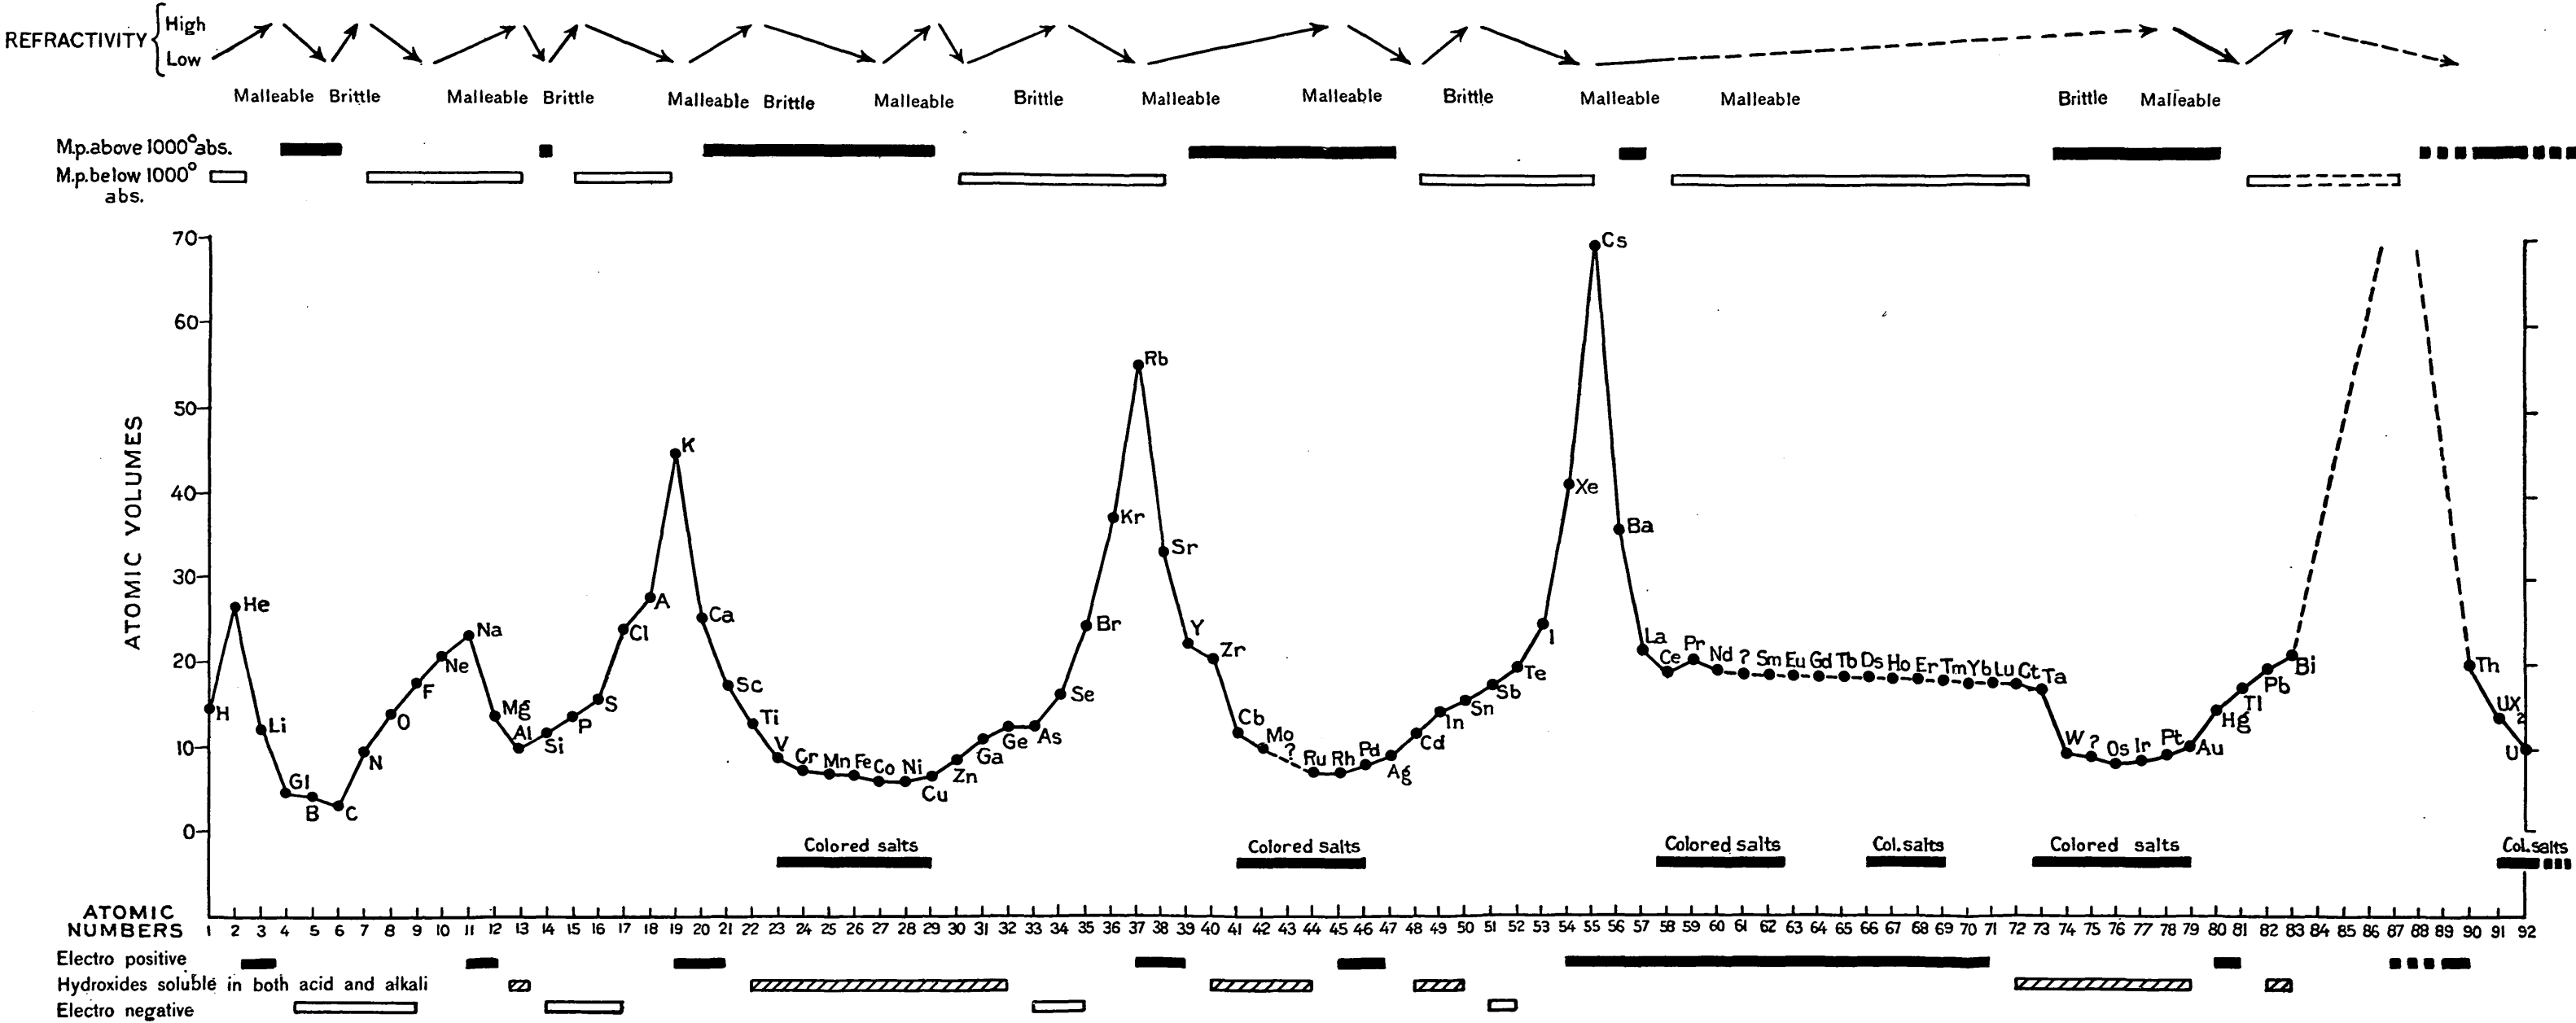 REFRACTIVITY { High
Low
Malleable Brittle Malleable Brittle Malleable Brittle Malleable Brittle Malleable Malleable Brittle Malleable Malleable Brittle Malleable
M.p. above 1000° abs.
M.p. below 1000°
abs.
ATOMIC VOLUMES
70
60
50
40
30
20
10
0
H He Li Gl B C N O F Ne Na Mg Al Si P S Cl A K Ca Sc Ti V Cr Mn Fe Co Ni Cu Zn Ga Ge As Se Br Kr Rb Sr Y Zr Cb Mo ? Ru Rh Pd Ag Cd In Sn Sb Te I Xe Cs Ba La Ce Pr Nd ? Sm Eu Gd Tb Ds Ho Er Tm Yb Lu Ct Ta W ? Os Ir Pt Au Hg Tl Pb Bi Th UX2 U
Colored salts Colored salts Colored salts Col. salts Colored salts Col. salts
ATOMIC
NUMBERS 1 2 3 4 5 6 7 8 9 10 11 12 13 14 15 16 17 18 19 20 21 22 23 24 25 26 27 28 29 30 31 32 33 34 35 36 37 38 39 40 41 42 43 44 45 46 47 48 49 50 51 52 53 54 55 56 57 58 59 60 61 62 63 64 65 66 67 68 69 70 71 72 73 74 75 76 77 78 79 80 81 82 83 84 85 86 87 88 89 90 91 92
Electro positive
Hydroxides soluble in both acid and alkali
Electro negative